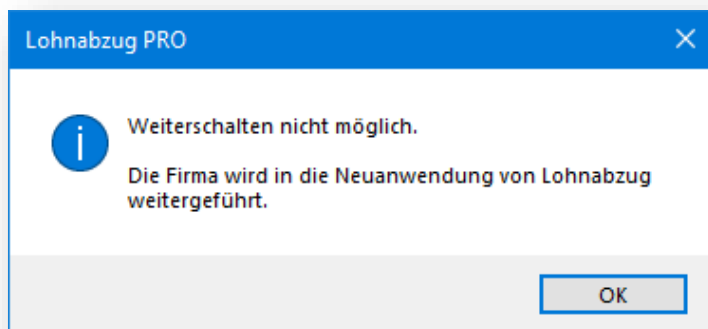 Lohnabzug PRO
Weiterschalten nicht möglich.
Die Firma wird in die Neuanwendung von Lohnabzug
weitergeführt.
OK